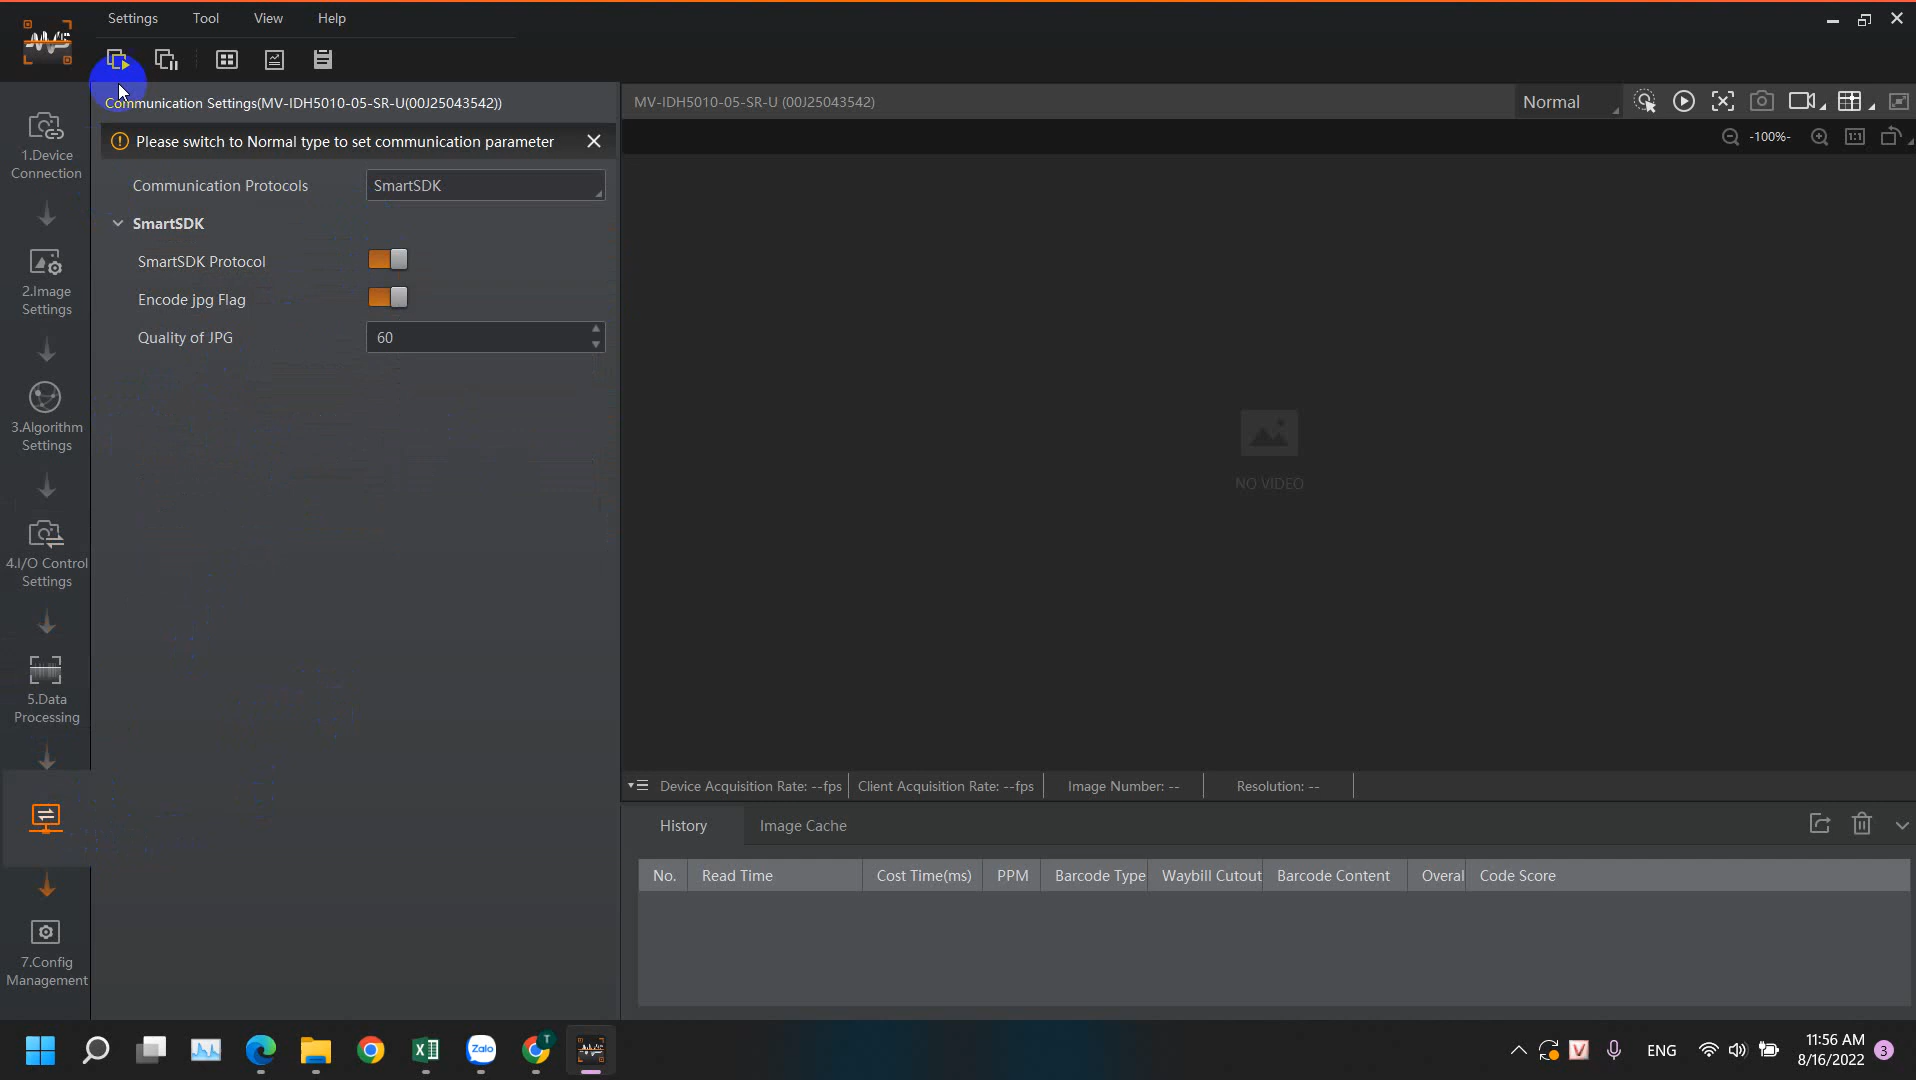 Settings Tool View Help
Communication Settings(MV-IDH5010-05-SR-U(00J25043542))
Please switch to Normal type to set communication parameter
Communication Protocols SmartSDK
SmartSDK
SmartSDK Protocol
Encode jpg Flag
Quality of JPG 60
1.Device
Connection
2.Image
Settings
3.Algorithm
Settings
4.I/O Control
Settings
5.Data
Processing
7.Config
Management
MV-IDH5010-05-SR-U (00J25043542) Normal
-100%- 1:1
NO VIDEO
Device Acquisition Rate: --fps Client Acquisition Rate: --fps Image Number: -- Resolution: --
History Image Cache
No. Read Time Cost Time(ms) PPM Barcode Type Waybill Cutout Barcode Content Overal Code Score
Zalo T V ENG 11:56 AM
8/16/2022 3